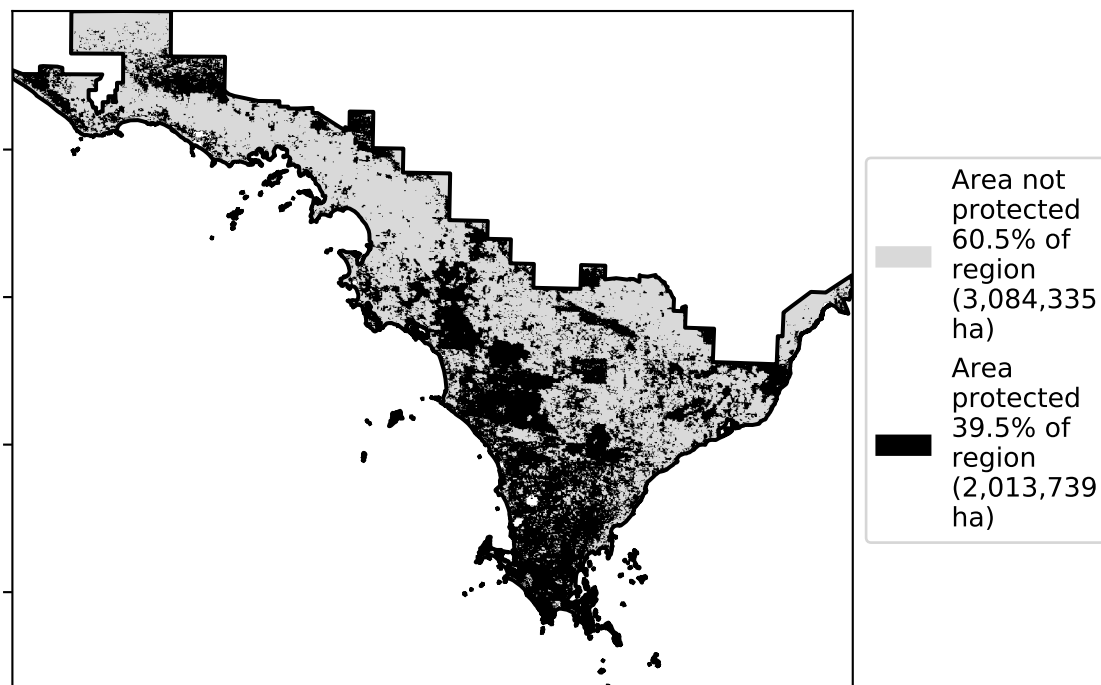 Area not
protected
60.5% of
region
(3,084,335
ha)
Area
protected
39.5% of
region
(2,013,739
ha)